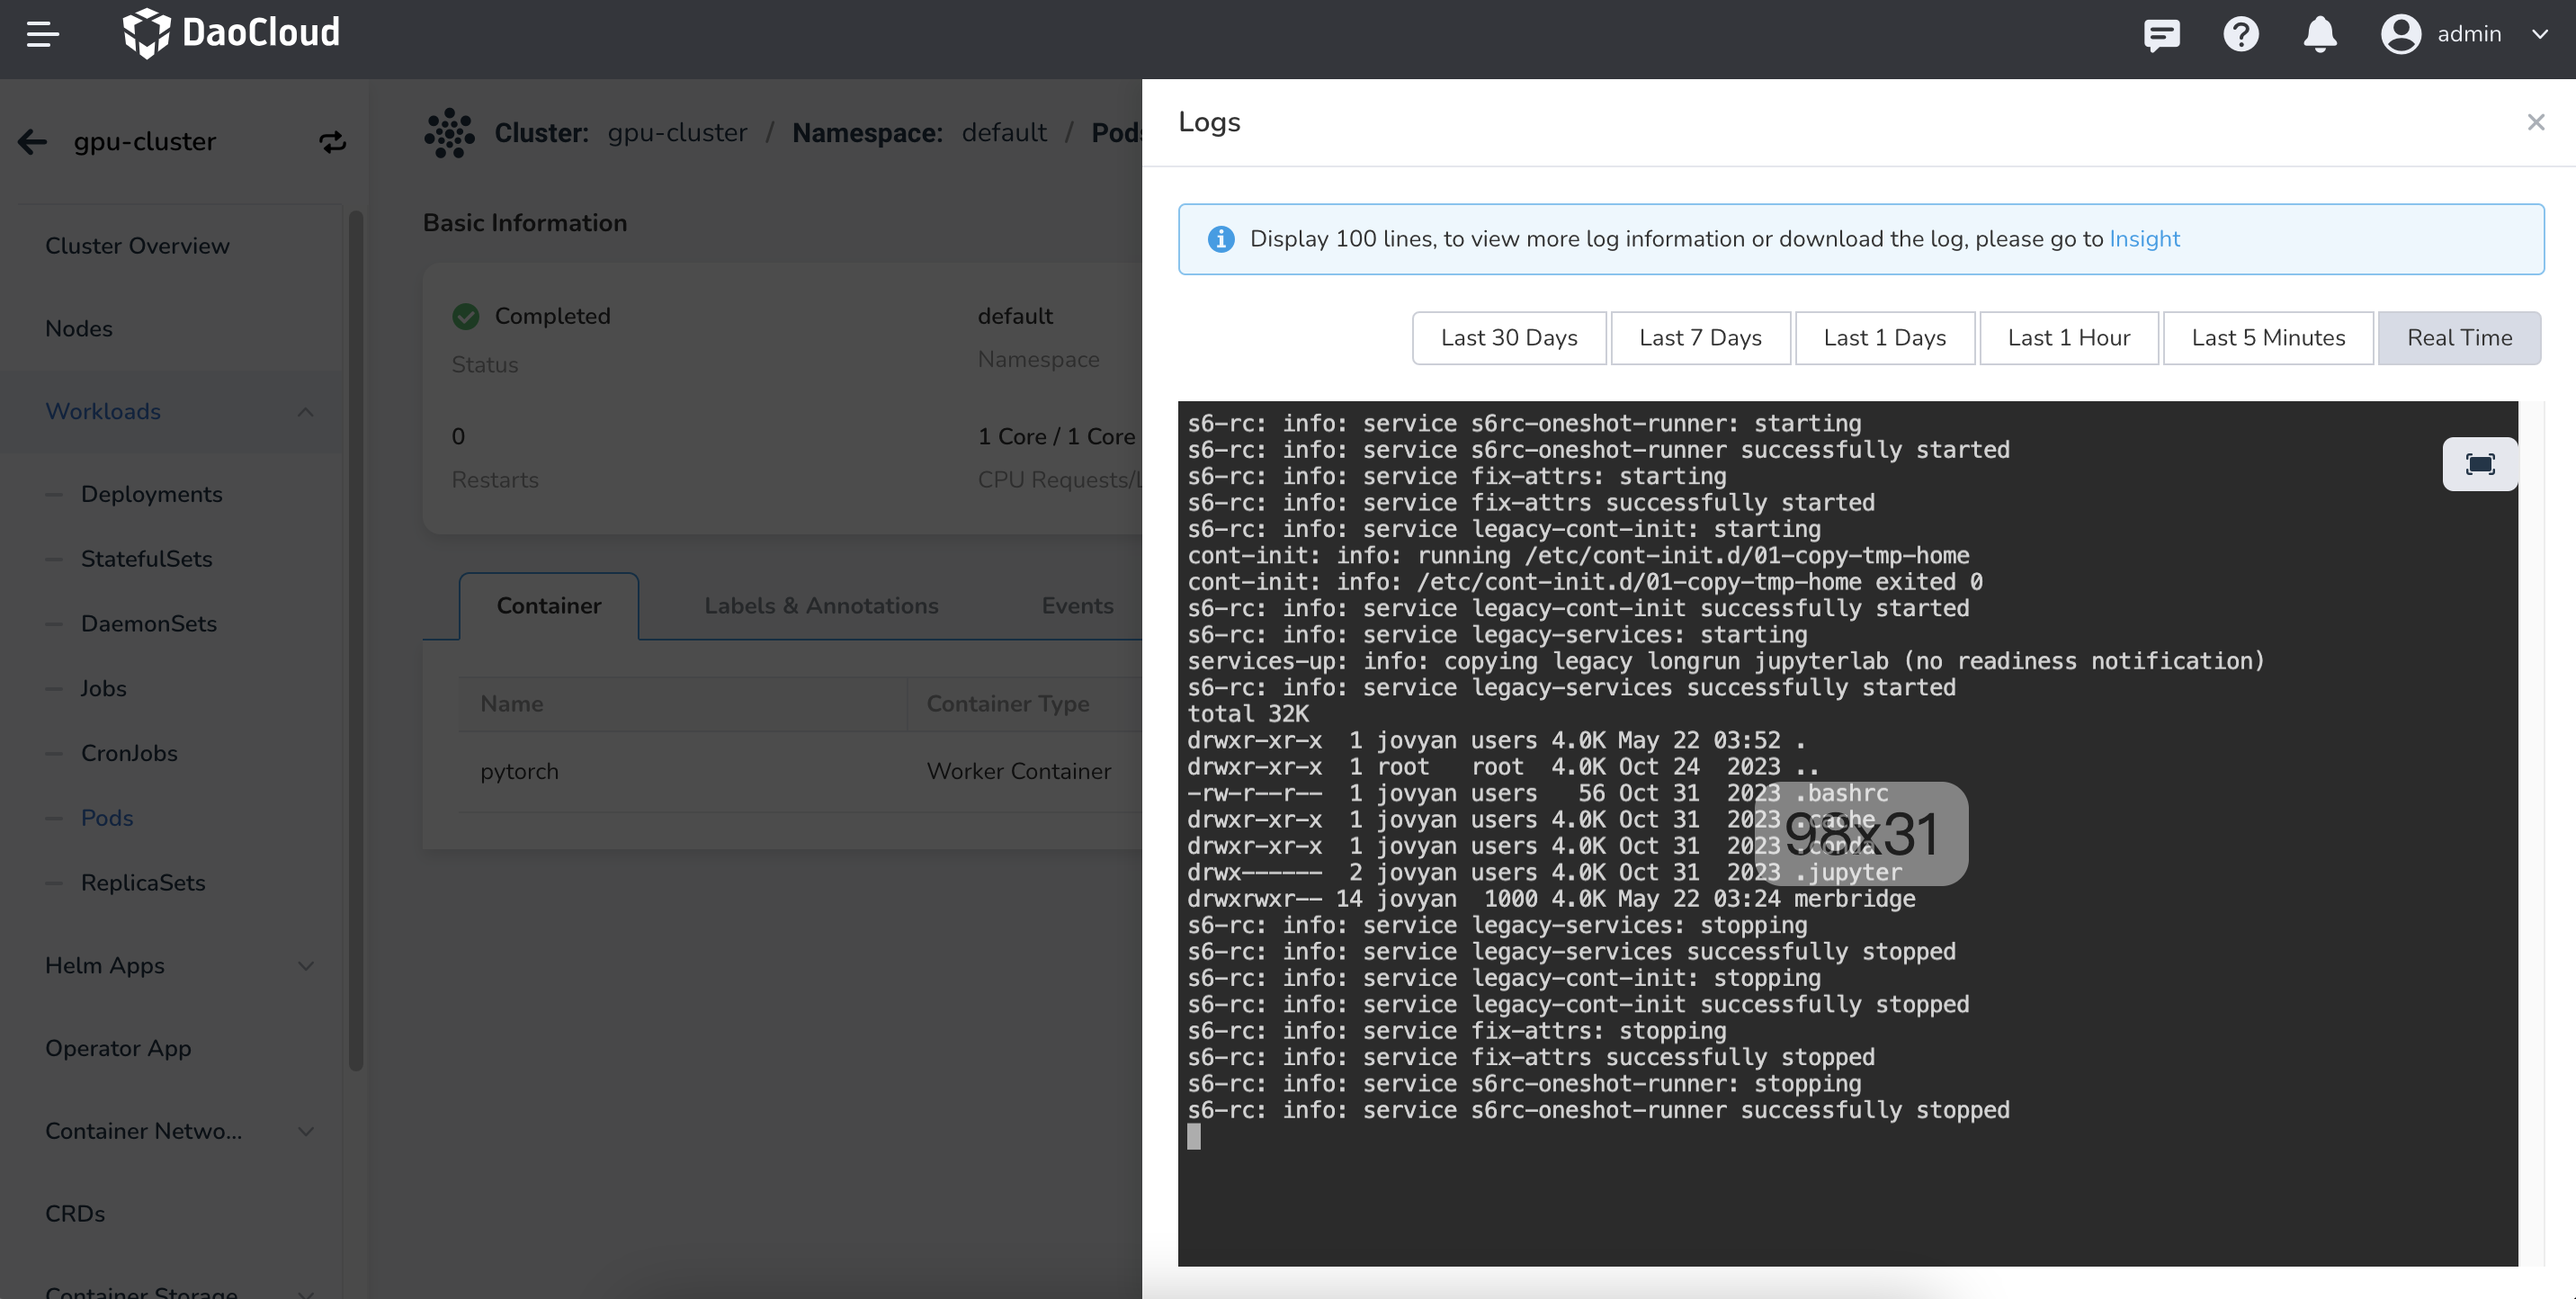 DaoCloud
admin
gpu-cluster
Cluster Overview
Nodes
Workloads
Deployments
StatefulSets
DaemonSets
Jobs
CronJobs
Pods
ReplicaSets
Helm Apps
Operator App
Container Netwo...
CRDs
Container Storage
Cluster: gpu-cluster / Namespace: default / Pods
Basic Information
Completed
Status
default
Namespace
0
Restarts
1 Core / 1 Core
CPU Requests/L
Container
Labels & Annotations
Events
Name
Container Type
pytorch
Worker Container
Logs
Display 100 lines, to view more log information or download the log, please go to Insight
Last 30 Days
Last 7 Days
Last 1 Days
Last 1 Hour
Last 5 Minutes
Real Time
s6-rc: info: service s6rc-oneshot-runner: starting
s6-rc: info: service s6rc-oneshot-runner successfully started
s6-rc: info: service fix-attrs: starting
s6-rc: info: service fix-attrs successfully started
s6-rc: info: service legacy-cont-init: starting
cont-init: info: running /etc/cont-init.d/01-copy-tmp-home
cont-init: info: /etc/cont-init.d/01-copy-tmp-home exited 0
s6-rc: info: service legacy-cont-init successfully started
s6-rc: info: service legacy-services: starting
services-up: info: copying legacy longrun jupyterlab (no readiness notification)
s6-rc: info: service legacy-services successfully started
total 32K
drwxr-xr-x  1 jovyan users 4.0K May 22 03:52 .
drwxr-xr-x  1 root   root  4.0K Oct 24  2023 ..
-rw-r--r--  1 jovyan users   56 Oct 31  2023 .bashrc
drwxr-xr-x  1 jovyan users 4.0K Oct 31  2023 .cache
drwxr-xr-x  1 jovyan users 4.0K Oct 31  2023 .conda
drwx------  2 jovyan users 4.0K Oct 31  2023 .jupyter
drwxrwxr-- 14 jovyan  1000 4.0K May 22 03:24 merbridge
s6-rc: info: service legacy-services: stopping
s6-rc: info: service legacy-services successfully stopped
s6-rc: info: service legacy-cont-init: stopping
s6-rc: info: service legacy-cont-init successfully stopped
s6-rc: info: service fix-attrs: stopping
s6-rc: info: service fix-attrs successfully stopped
s6-rc: info: service s6rc-oneshot-runner: stopping
s6-rc: info: service s6rc-oneshot-runner successfully stopped
98x31